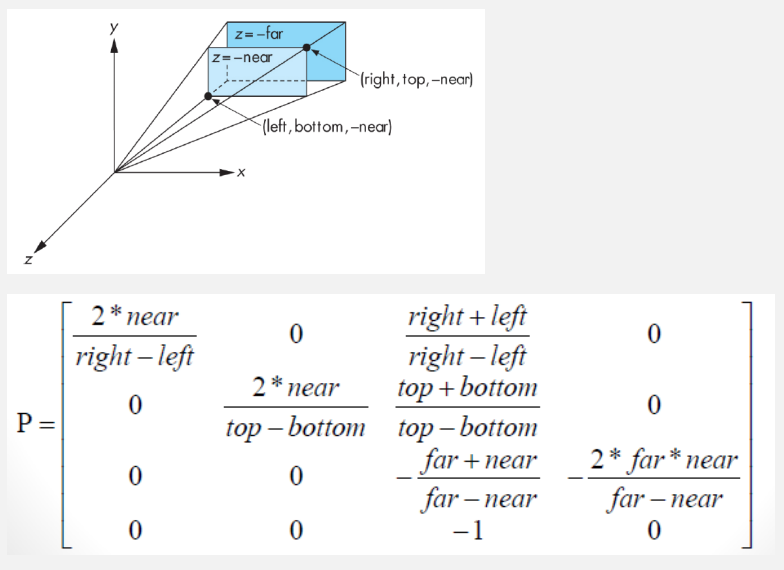 y
z=-far
z=-near
(right,top,-near)
(left,bottom,-near)
x
z
P = [ 2*near / right-left   0   right+left / right-left   0
0   2*near / top-bottom   top+bottom / top-bottom   0
0   0   - far+near / far-near   - 2*far*near / far-near
0   0   -1   0 ]